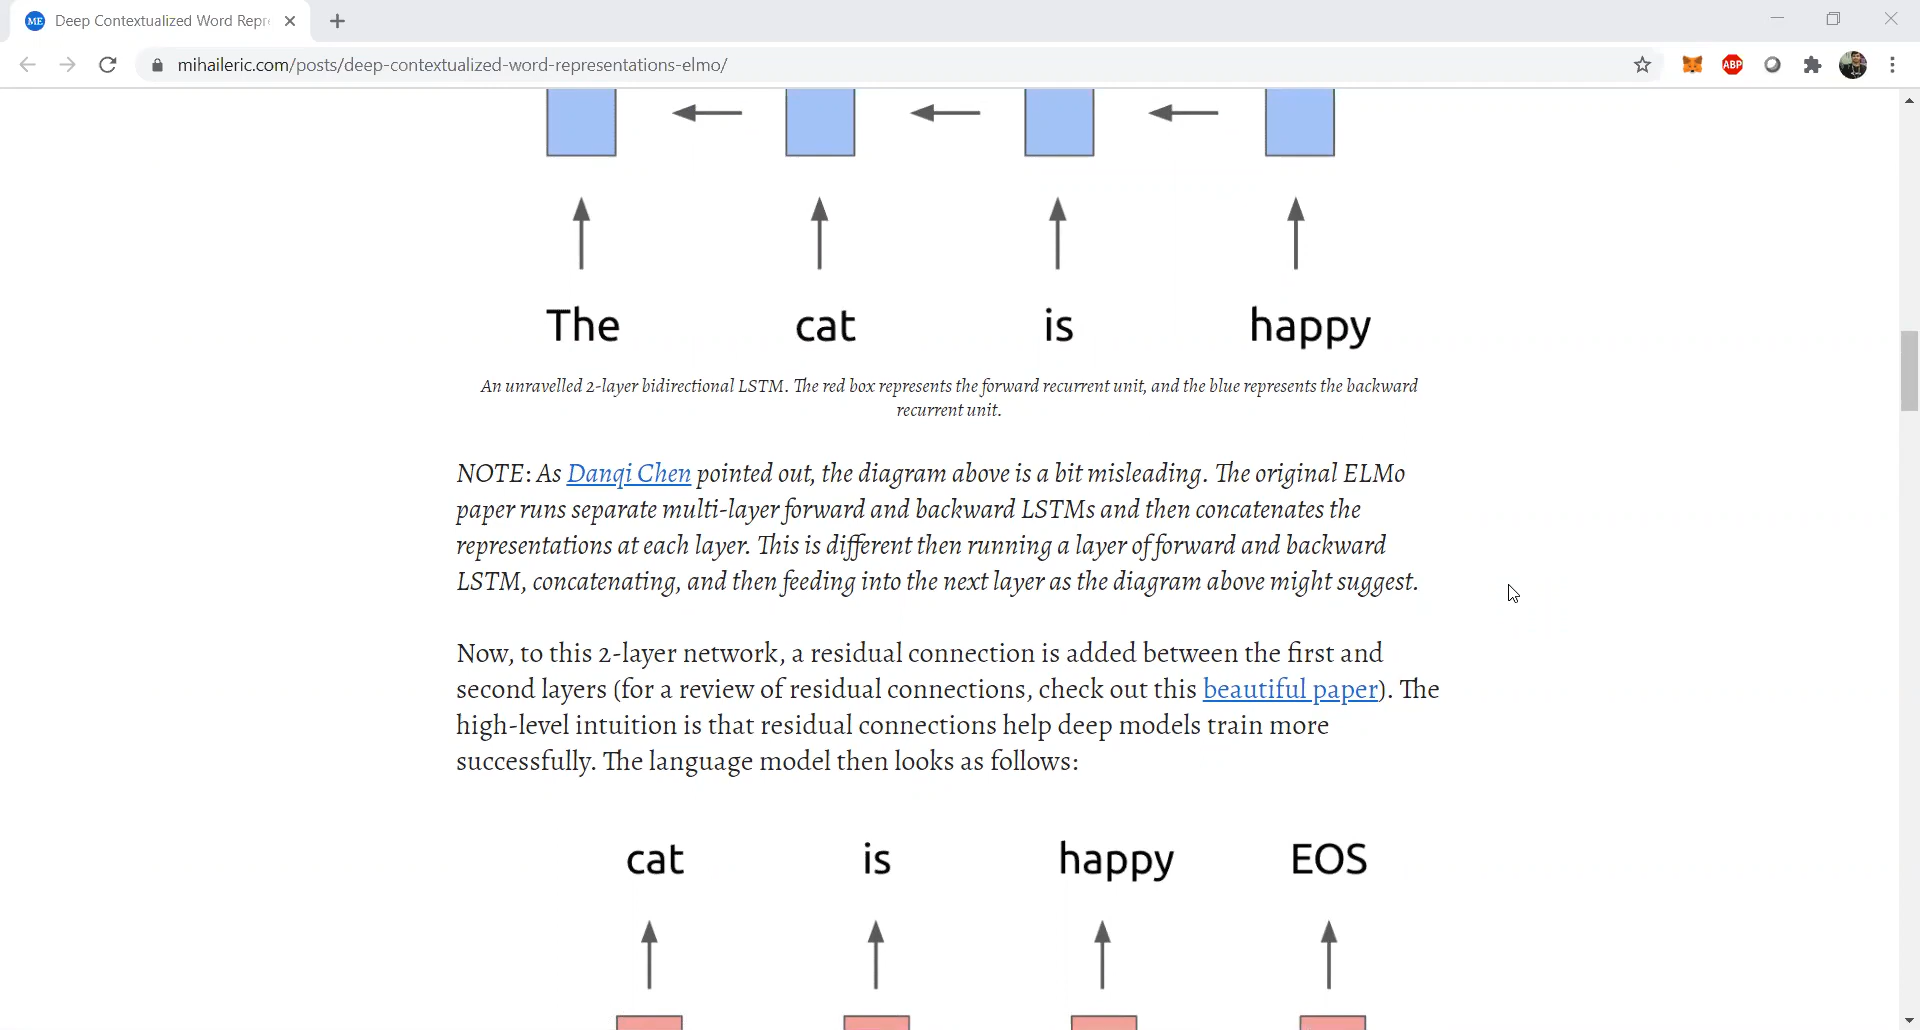 ME Deep Contextualized Word Repre
mihaileric.com/posts/deep-contextualized-word-representations-elmo/
ABP
The cat is happy
An unravelled 2-layer bidirectional LSTM. The red box represents the forward recurrent unit, and the blue represents the backward
recurrent unit.
NOTE: As Danqi Chen pointed out, the diagram above is a bit misleading. The original ELMo
paper runs separate multi-layer forward and backward LSTMs and then concatenates the
representations at each layer. This is different then running a layer of forward and backward
LSTM, concatenating, and then feeding into the next layer as the diagram above might suggest.
Now, to this 2-layer network, a residual connection is added between the first and
second layers (for a review of residual connections, check out this beautiful paper). The
high-level intuition is that residual connections help deep models train more
successfully. The language model then looks as follows:
cat is happy EOS